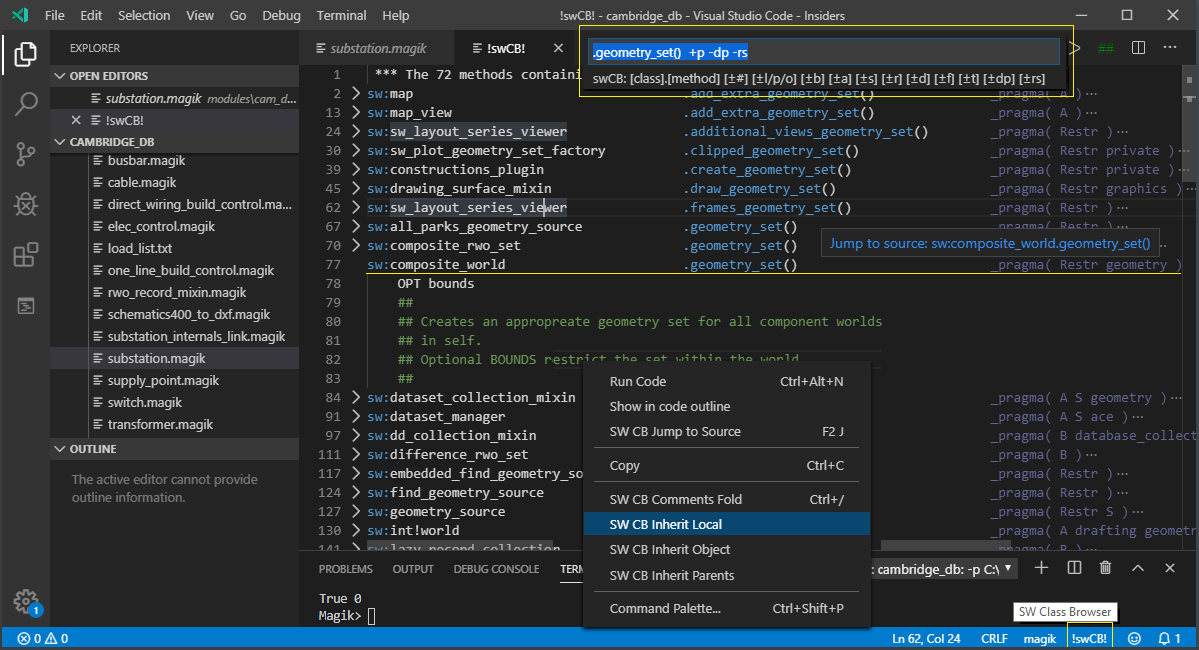 File Edit Selection View Go Debug Terminal Help !swCB! - cambridge_db - Visual Studio Code - Insiders
EXPLORER
OPEN EDITORS
substation.magik modules\cam_d...
!swCB!
CAMBRIDGE_DB
busbar.magik
cable.magik
direct_wiring_build_control.ma...
elec_control.magik
load_list.txt
one_line_build_control.magik
rwo_record_mixin.magik
schematics400_to_dxf.magik
substation_internals_link.magik
substation.magik
supply_point.magik
switch.magik
transformer.magik
OUTLINE
The active editor cannot provide
outline information.
1
substation.magik !swCB!
.geometry_set() +p -dp -rs
swCB: [class].[method] [±#] [±l/p/o] [±b] [±a] [±s] [±r] [±d] [±f] [±t] [±dp] [±rs]
##
1 *** The 72 methods containi
2 sw:map .add_extra_geometry_set() _pragma( A )
13 sw:map_view .add_extra_geometry_set() _pragma( A )
24 sw:sw_layout_series_viewer .additional_views_geometry_set() _pragma( Restr )
30 sw:sw_plot_geometry_set_factory .clipped_geometry_set() _pragma( Restr private )
39 sw:constructions_plugin .create_geometry_set() _pragma( Restr private )
45 sw:drawing_surface_mixin .draw_geometry_set() _pragma( Restr graphics )
62 sw:sw_layout_series_viewer .frames_geometry_set() _pragma( Restr )
67 sw:all_parks_geometry_source .geometry_set()
70 sw:composite_rwo_set .geometry_set()
Jump to source: sw:composite_world.geometry_set()
77 sw:composite_world .geometry_set() _pragma( Restr geometry )
78 OPT bounds
79 ##
80 ## Creates an appropreate geometry set for all component worlds
81 ## in self.
82 ## Optional BOUNDS restrict the set within the world
83 ##
84 sw:dataset_collection_mixin _pragma( A S geometry )
91 sw:dataset_manager _pragma( A S ace )
97 sw:dd_collection_mixin _pragma( B database_collect
111 sw:difference_rwo_set _pragma( B )
117 sw:embedded_find_geometry_so _pragma( Restr )
124 sw:find_geometry_source _pragma( Restr )
127 sw:geometry_source _pragma( Restr S )
130 sw:int!world _pragma( A drafting geometr
141 sw:lazy_record_collection _pragma( B )
Run Code Ctrl+Alt+N
Show in code outline
SW CB Jump to Source F2 J
Copy Ctrl+C
SW CB Comments Fold Ctrl+/
SW CB Inherit Local
SW CB Inherit Object
SW CB Inherit Parents
Command Palette... Ctrl+Shift+P
PROBLEMS OUTPUT DEBUG CONSOLE TERM : cambridge_db: -p C:\
True 0
Magik>
SW Class Browser
0 0 Ln 62, Col 24 CRLF magik !swCB! 1